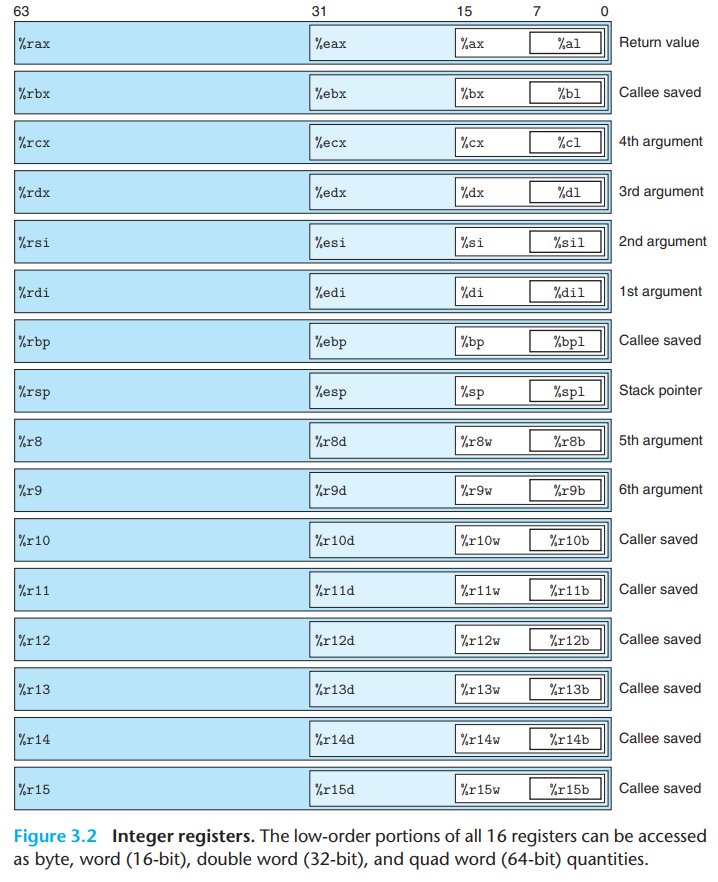 63 31 15 7 0
%rax %eax %ax %al Return value
%rbx %ebx %bx %bl Callee saved
%rcx %ecx %cx %cl 4th argument
%rdx %edx %dx %dl 3rd argument
%rsi %esi %si %sil 2nd argument
%rdi %edi %di %dil 1st argument
%rbp %ebp %bp %bpl Callee saved
%rsp %esp %sp %spl Stack pointer
%r8 %r8d %r8w %r8b 5th argument
%r9 %r9d %r9w %r9b 6th argument
%r10 %r10d %r10w %r10b Caller saved
%r11 %r11d %r11w %r11b Caller saved
%r12 %r12d %r12w %r12b Callee saved
%r13 %r13d %r13w %r13b Callee saved
%r14 %r14d %r14w %r14b Callee saved
%r15 %r15d %r15w %r15b Callee saved
Figure 3.2 Integer registers. The low-order portions of all 16 registers can be accessed
as byte, word (16-bit), double word (32-bit), and quad word (64-bit) quantities.